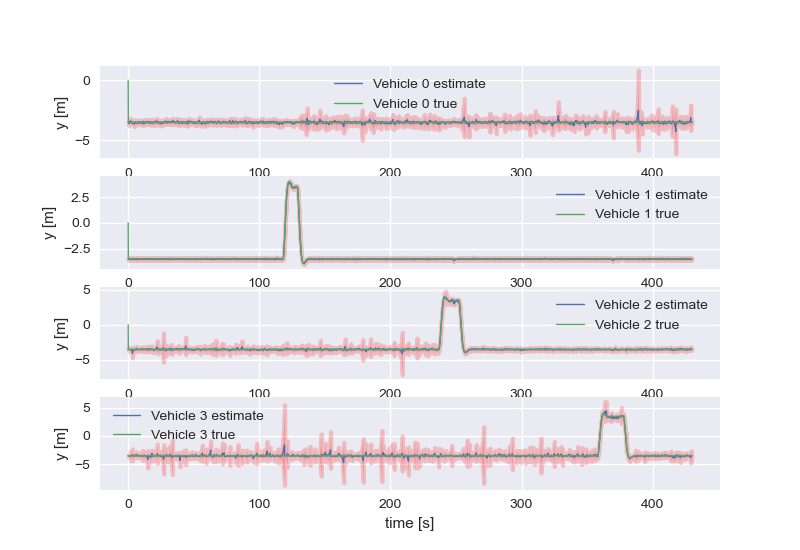 0
−5
y [m]
Vehicle 0 estimate
Vehicle 0 true
0 100 200 300 400
2.5
0.0
−2.5
y [m]
Vehicle 1 estimate
Vehicle 1 true
0 100 200 300 400
5
0
−5
y [m]
Vehicle 2 estimate
Vehicle 2 true
0 100 200 300 400
5
0
−5
y [m]
Vehicle 3 estimate
Vehicle 3 true
0 100 200 300 400
time [s]